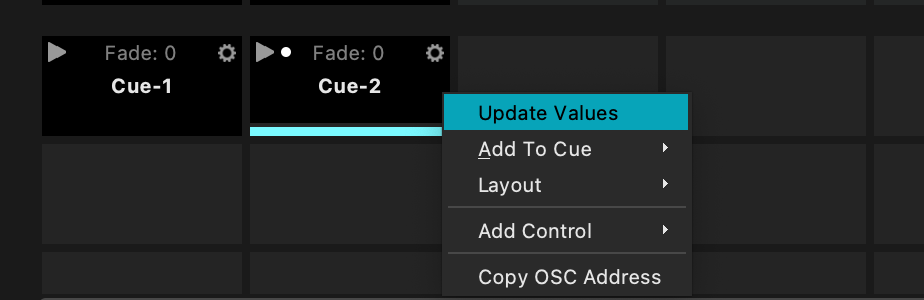 Fade: 0
Cue-1
Fade: 0
Cue-2
Update Values
Add To Cue
Layout
Add Control
Copy OSC Address